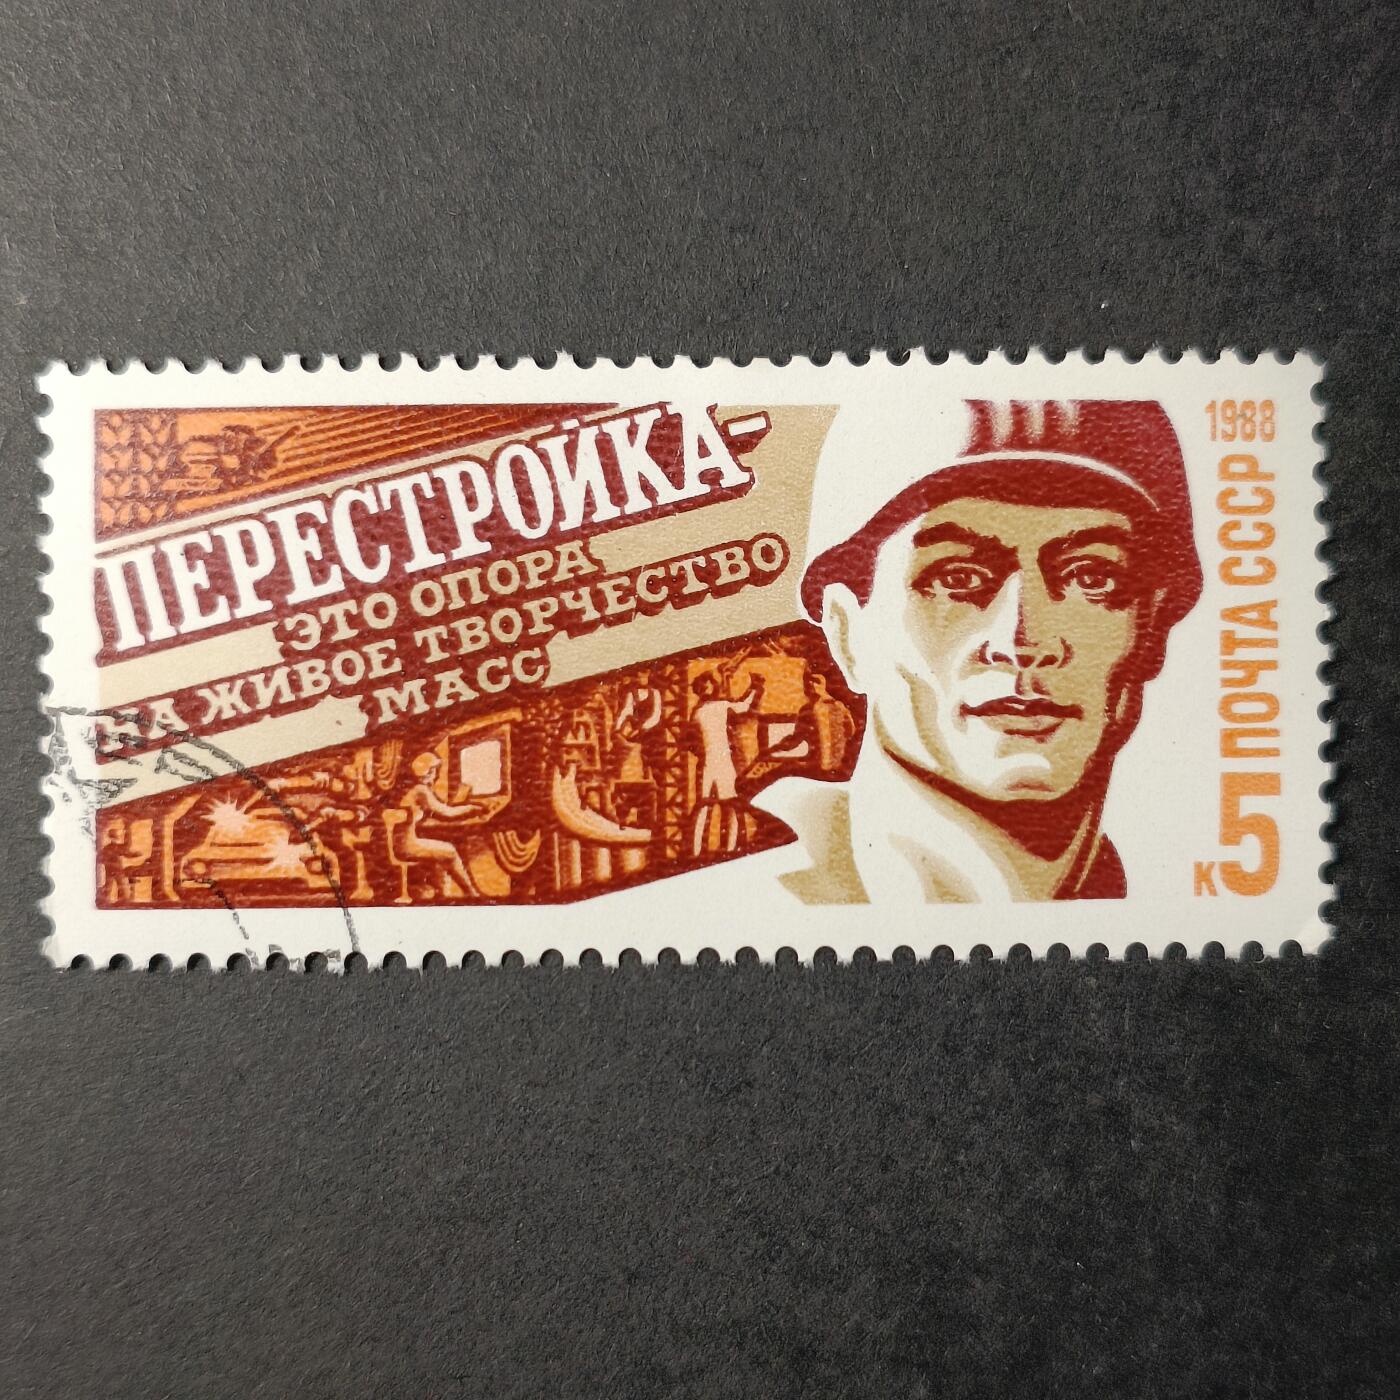 ПЕРЕСТРОЙКА-
ЭТО ОПОРА
НА ЖИВОЕ ТВОРЧЕСТВО
МАСС
1988
ПОЧТА СССР
К5